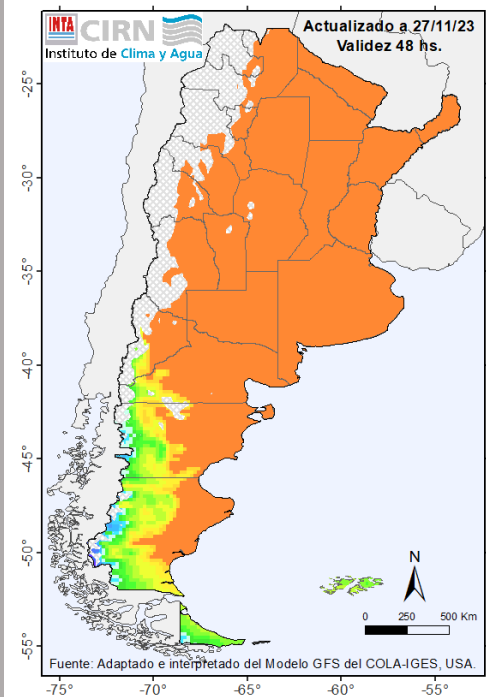 INTA CIRN
Instituto de Clima y Agua
Actualizado a 27/11/23
Validez 48 hs.
-25°
-30°
-35°
-40°
-45°
-50°
-55°
N
0 250 500 Km
Fuente: Adaptado e interpretado del Modelo GFS del COLA-IGES, USA.
-75° -70° -65° -60° -55°